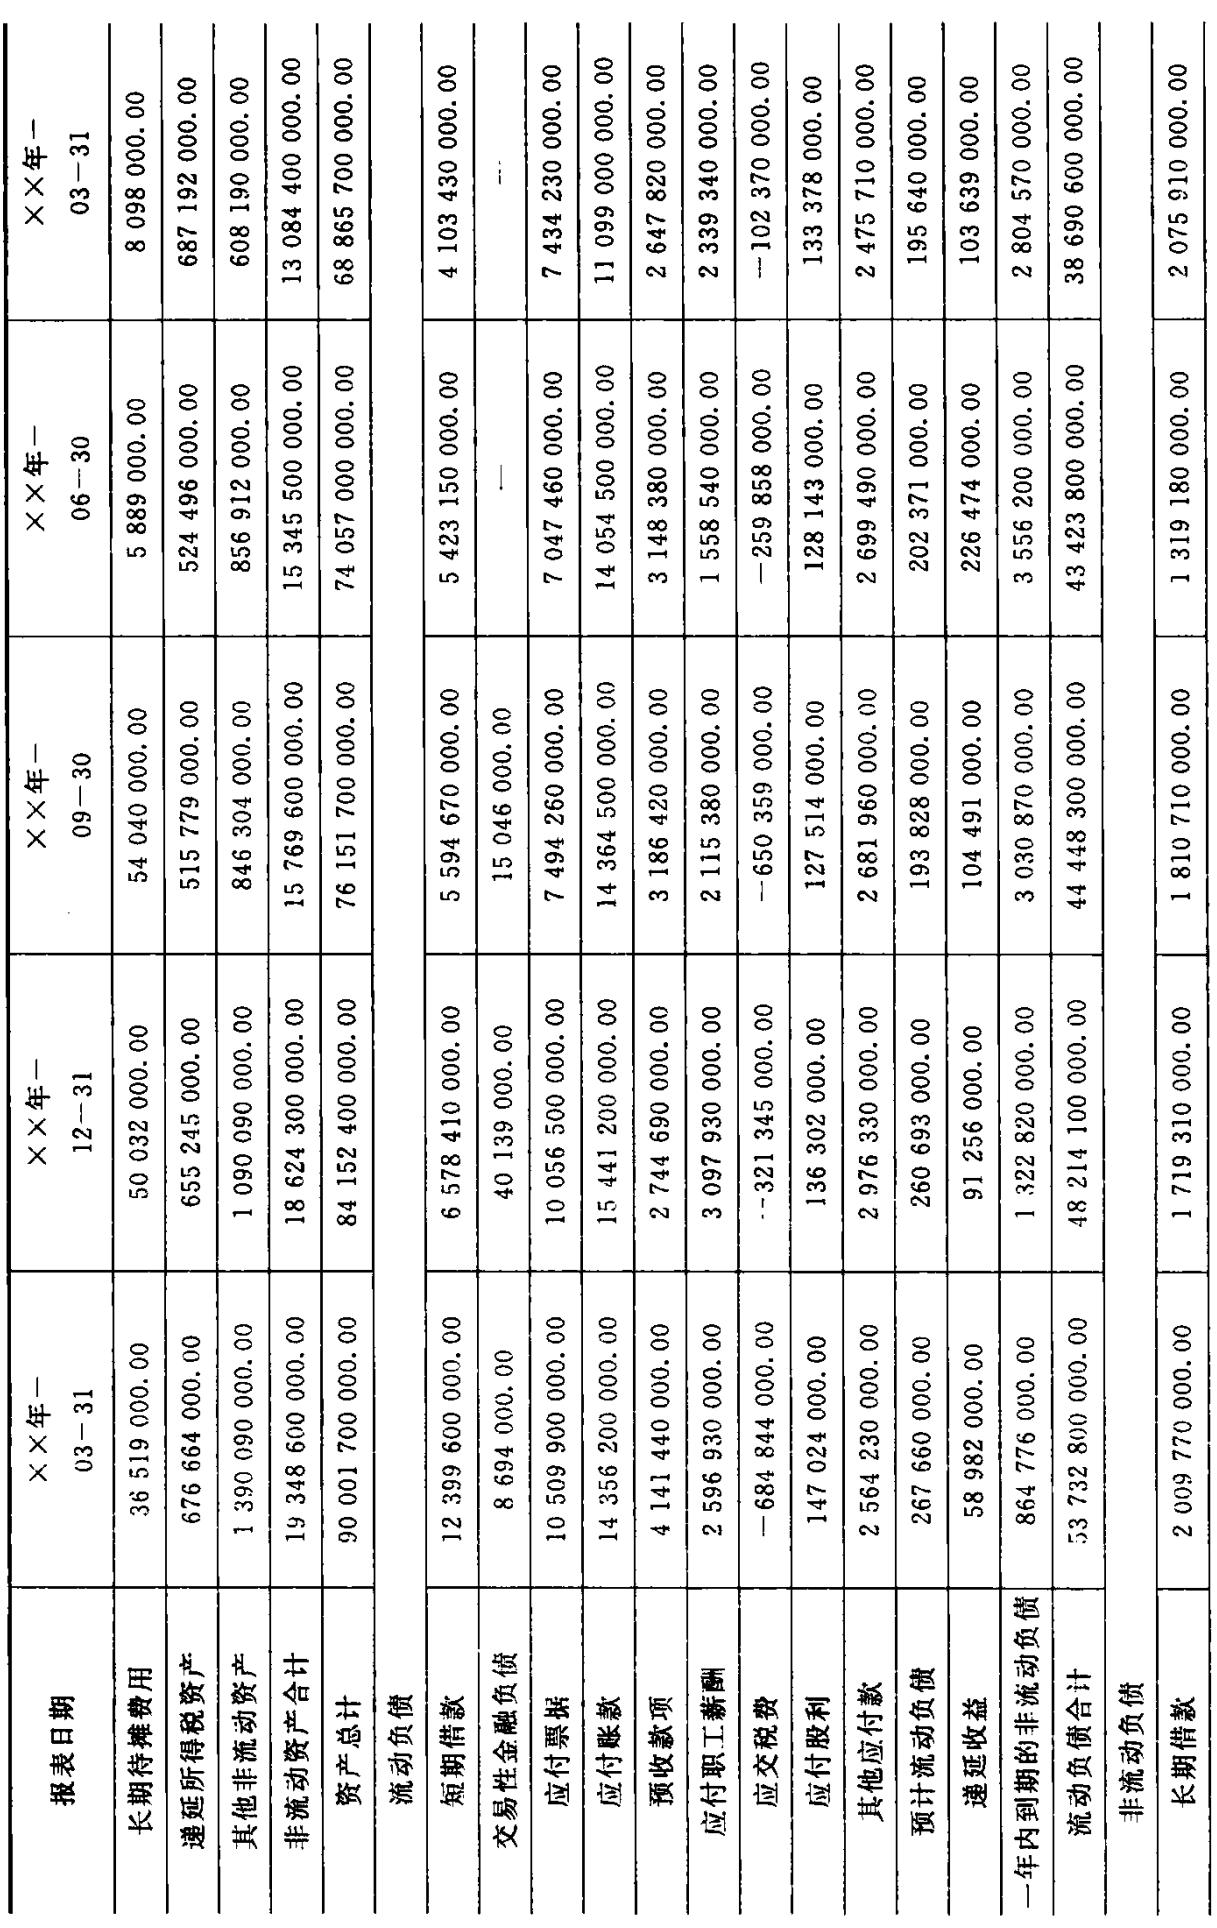 报表日期 ××年－03－31 ××年－12－31 ××年－09－30 ××年－06－30 ××年－03－31
长期待摊费用 36 519 000.00 50 032 000.00 54 040 000.00 5 889 000.00 8 098 000.00
递延所得税资产 676 664 000.00 655 245 000.00 515 779 000.00 524 496 000.00 687 192 000.00
其他非流动资产 1 390 090 000.00 1 090 090 000.00 846 304 000.00 856 912 000.00 608 190 000.00
非流动资产合计 19 348 600 000.00 18 624 300 000.00 15 769 600 000.00 15 345 500 000.00 13 084 400 000.00
资产总计 90 001 700 000.00 84 152 400 000.00 76 151 700 000.00 74 057 000 000.00 68 865 700 000.00
流动负债
短期借款 12 399 600 000.00 6 578 410 000.00 5 594 670 000.00 5 423 150 000.00 4 103 430 000.00
交易性金融负债 8 694 000.00 40 139 000.00 15 046 000.00 — —
应付票据 10 509 900 000.00 10 056 500 000.00 7 494 260 000.00 7 047 460 000.00 7 434 230 000.00
应付账款 14 356 200 000.00 15 441 200 000.00 14 364 500 000.00 14 054 500 000.00 11 099 000 000.00
预收款项 4 141 440 000.00 2 744 690 000.00 3 186 420 000.00 3 148 380 000.00 2 647 820 000.00
应付职工薪酬 2 596 930 000.00 3 097 930 000.00 2 115 380 000.00 1 558 540 000.00 2 339 340 000.00
应交税费 －684 844 000.00 －321 345 000.00 －650 359 000.00 －259 858 000.00 －102 370 000.00
应付股利 147 024 000.00 136 302 000.00 127 514 000.00 128 143 000.00 133 378 000.00
其他应付款 2 564 230 000.00 2 976 330 000.00 2 681 960 000.00 2 699 490 000.00 2 475 710 000.00
预计流动负债 267 660 000.00 260 693 000.00 193 828 000.00 202 371 000.00 195 640 000.00
递延收益 58 982 000.00 91 256 000.00 104 491 000.00 226 474 000.00 103 639 000.00
一年内到期的非流动负债 864 776 000.00 1 322 820 000.00 3 030 870 000.00 3 556 200 000.00 2 804 570 000.00
流动负债合计 53 732 800 000.00 48 214 100 000.00 44 448 300 000.00 43 423 800 000.00 38 690 600 000.00
非流动负债
长期借款 2 009 770 000.00 1 719 310 000.00 1 810 710 000.00 1 319 180 000.00 2 075 910 000.00